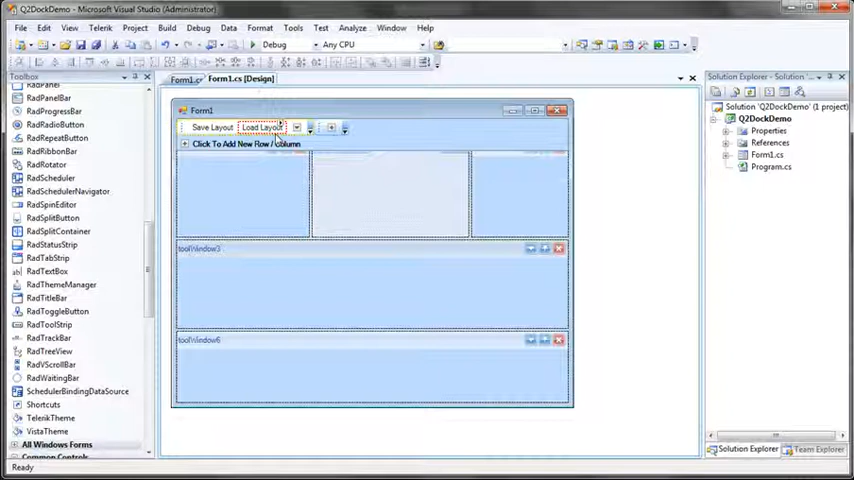 Q2DockDemo - Microsoft Visual Studio (Administrator)
File Edit View Telerik Project Build Debug Data Format Tools Test Analyze Window Help
Debug Any CPU
Toolbox
RadPanel
RadPanelBar
RadProgressBar
RadRadioButton
RadRepeatButton
RadRibbonBar
RadRotator
RadScheduler
RadSchedulerNavigator
RadSpinEditor
RadSplitButton
RadSplitContainer
RadStatusStrip
RadTabStrip
RadTextBox
RadThemeManager
RadTitleBar
RadToggleButton
RadToolStrip
RadTrackBar
RadTreeView
RadVScrollBar
RadWaitingBar
SchedulerBindingDataSource
Shortcuts
TelerikTheme
VistaTheme
All Windows Forms
Common Controls
Form1.cs Form1.cs [Design]
Form1
Save Layout Load Layout
Click To Add New Row / Column
toolWindow3
toolWindow6
Solution Explorer - Solution 'Q2...
Solution 'Q2DockDemo' (1 project)
Q2DockDemo
Properties
References
Form1.cs
Program.cs
Solution Explorer Team Explorer
Ready